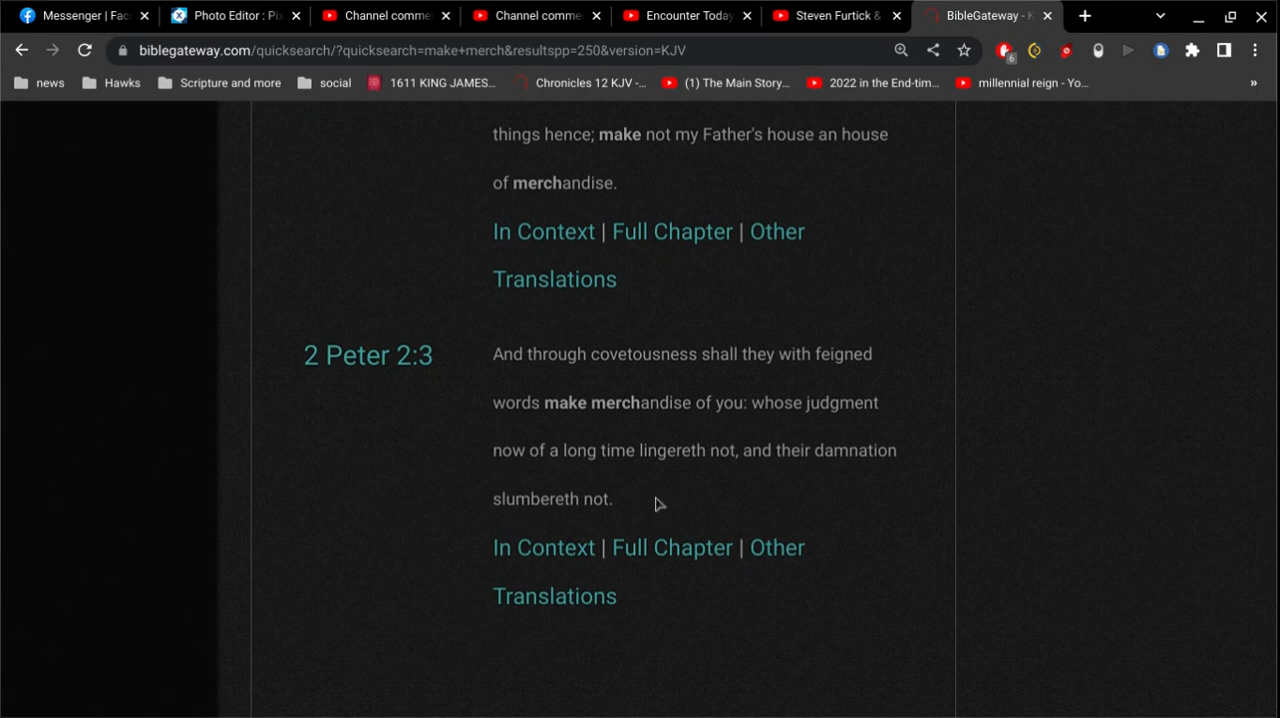 Messenger | Fac
Photo Editor : Pix
Channel comme
Channel comme
Encounter Today
Steven Furtick &
BibleGateway - K
biblegateway.com/quicksearch/?quicksearch=make+merch&resultspp=250&version=KJV
6
news
Hawks
Scripture and more
social
1611 KING JAMES...
Chronicles 12 KJV -...
(1) The Main Story...
2022 in the End-tim...
millennial reign - Yo...
»
things hence; make not my Father's house an house
of merchandise.
In Context | Full Chapter | Other
Translations
2 Peter 2:3
And through covetousness shall they with feigned
words make merchandise of you: whose judgment
now of a long time lingereth not, and their damnation
slumbereth not.
In Context | Full Chapter | Other
Translations